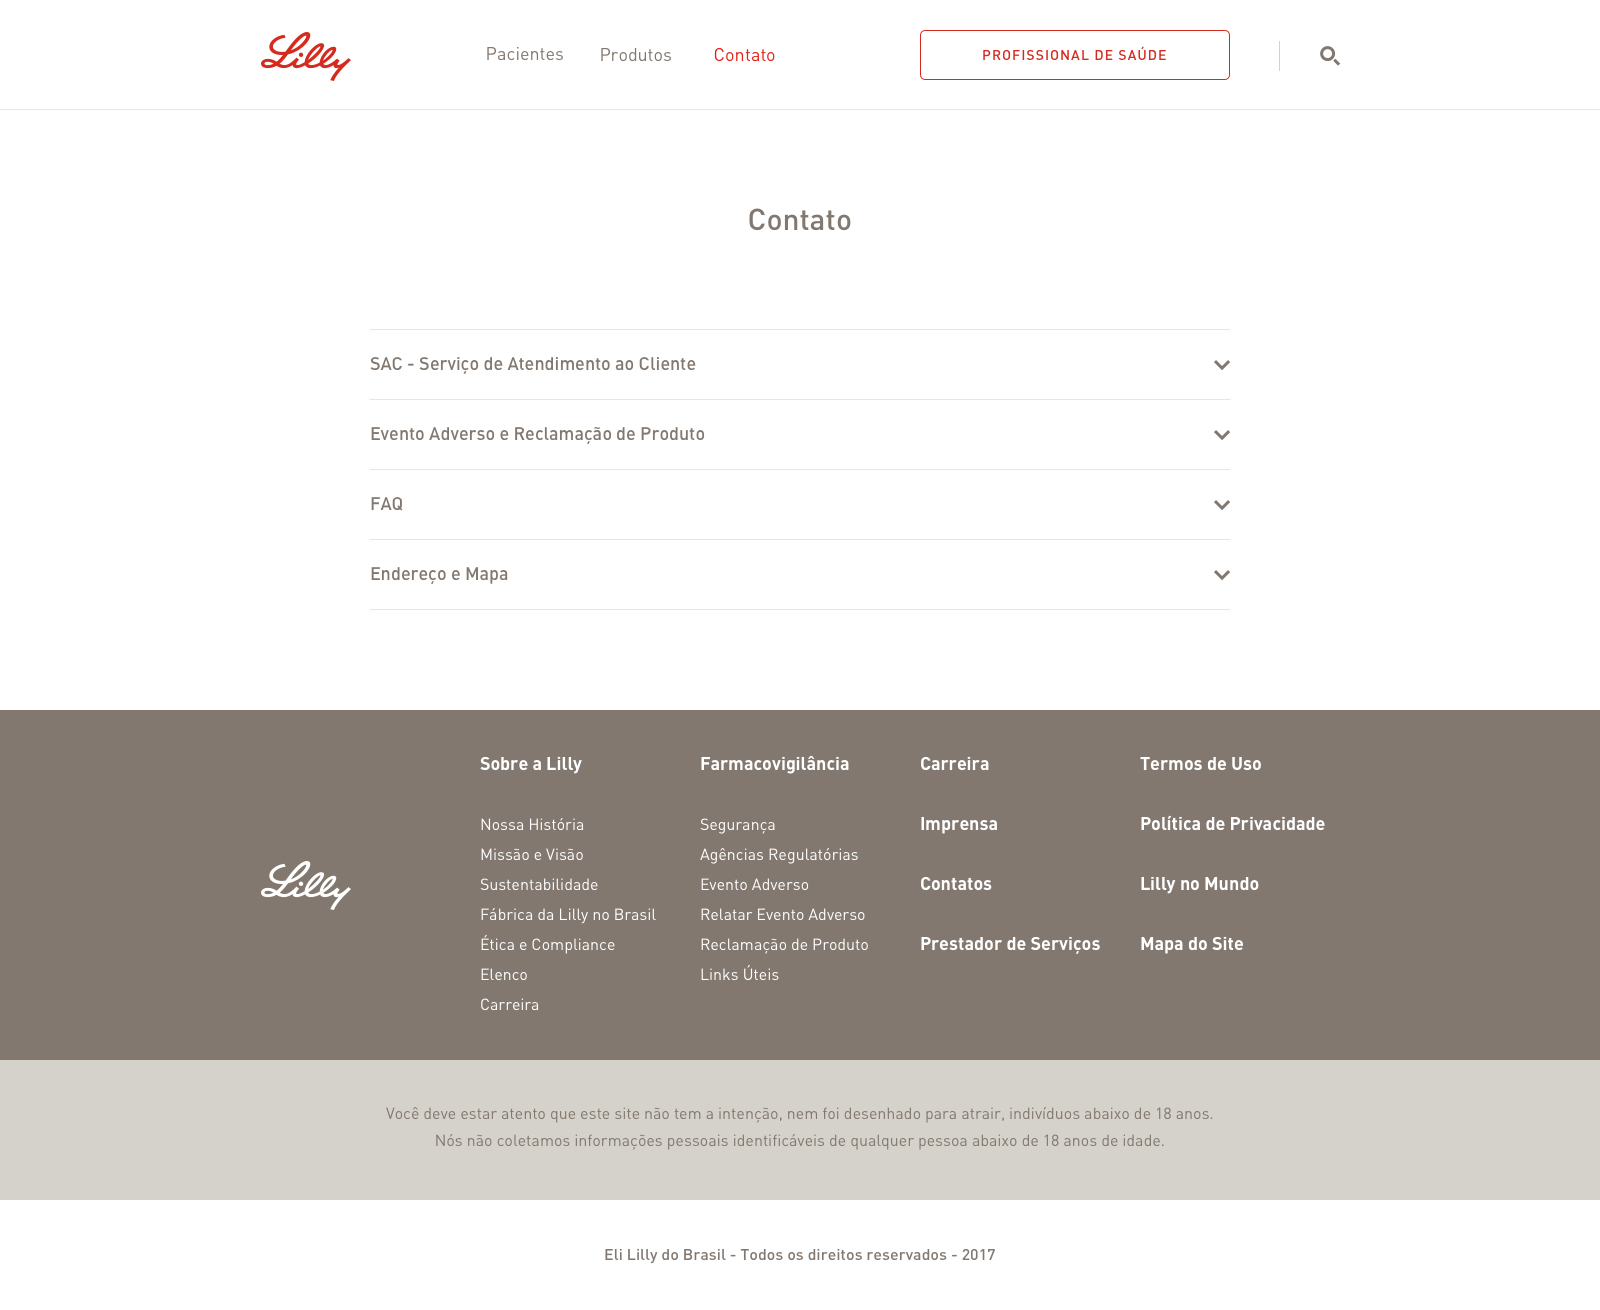 Lilly
Pacientes
Produtos
Contato
PROFISSIONAL DE SAÚDE
Contato
SAC - Serviço de Atendimento ao Cliente
Evento Adverso e Reclamação de Produto
FAQ
Endereço e Mapa
Lilly
Sobre a Lilly
Nossa História
Missão e Visão
Sustentabilidade
Fábrica da Lilly no Brasil
Ética e Compliance
Elenco
Carreira
Farmacovigilância
Segurança
Agências Regulatórias
Evento Adverso
Relatar Evento Adverso
Reclamação de Produto
Links Úteis
Carreira
Imprensa
Contatos
Prestador de Serviços
Termos de Uso
Política de Privacidade
Lilly no Mundo
Mapa do Site
Você deve estar atento que este site não tem a intenção, nem foi desenhado para atrair, indivíduos abaixo de 18 anos.
Nós não coletamos informações pessoais identificáveis de qualquer pessoa abaixo de 18 anos de idade.
Eli Lilly do Brasil - Todos os direitos reservados - 2017